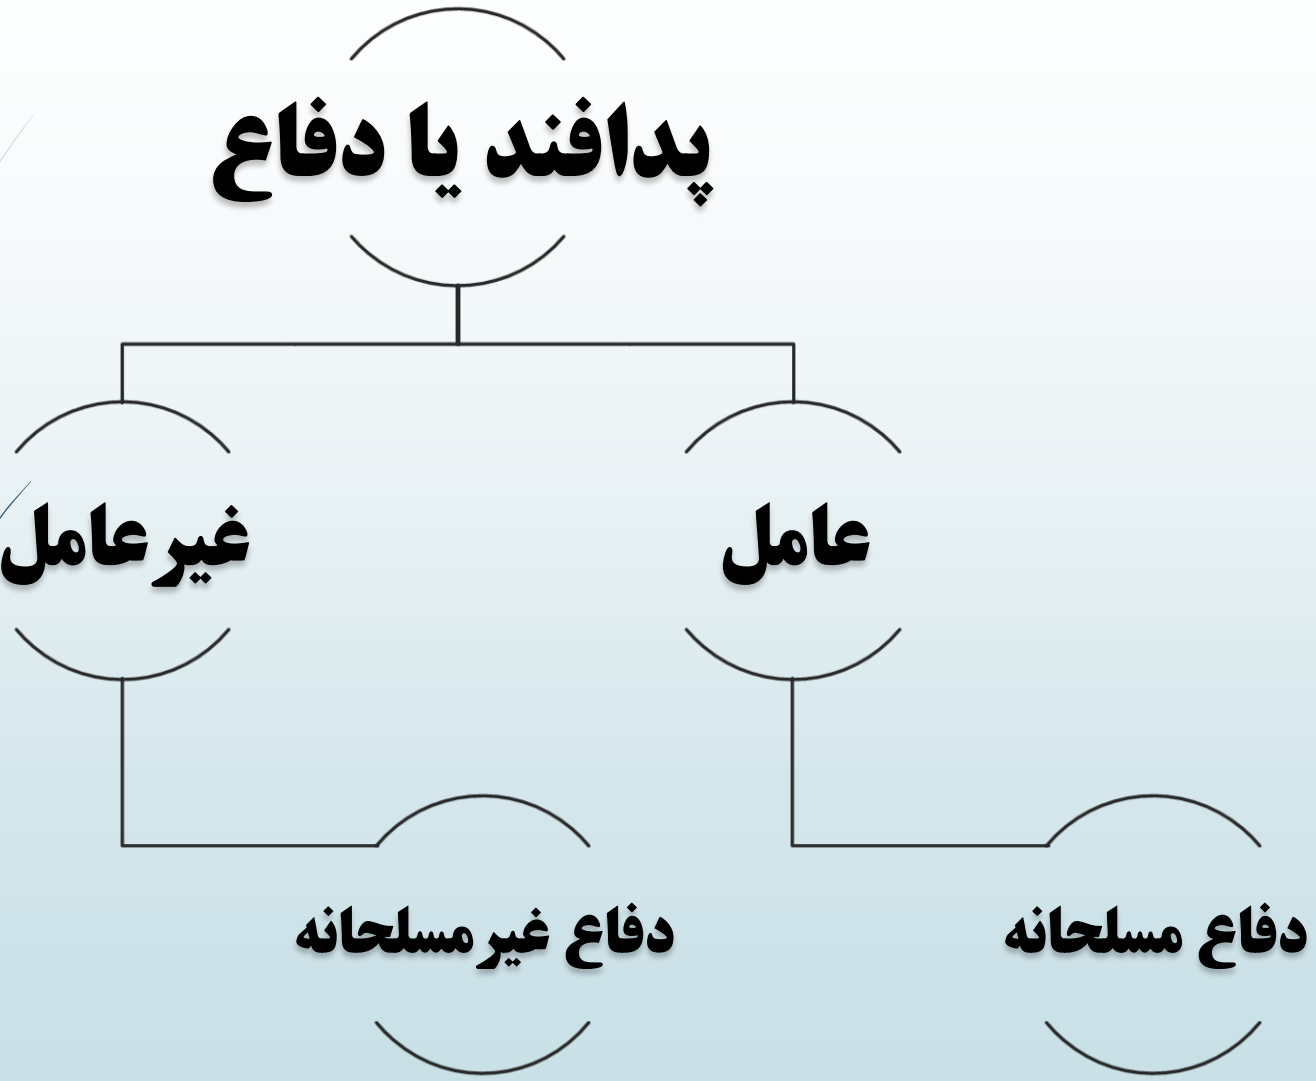 پدافند یا دفاع
عامل
غیرعامل
دفاع مسلحانه
دفاع غیرمسلحانه